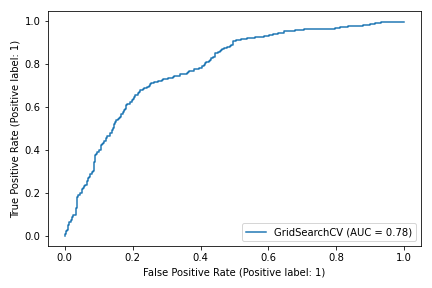 1.0
0.8
0.6
0.4
0.2
0.0
True Positive Rate (Positive label: 1)
GridSearchCV (AUC = 0.78)
0.0 0.2 0.4 0.6 0.8 1.0
False Positive Rate (Positive label: 1)